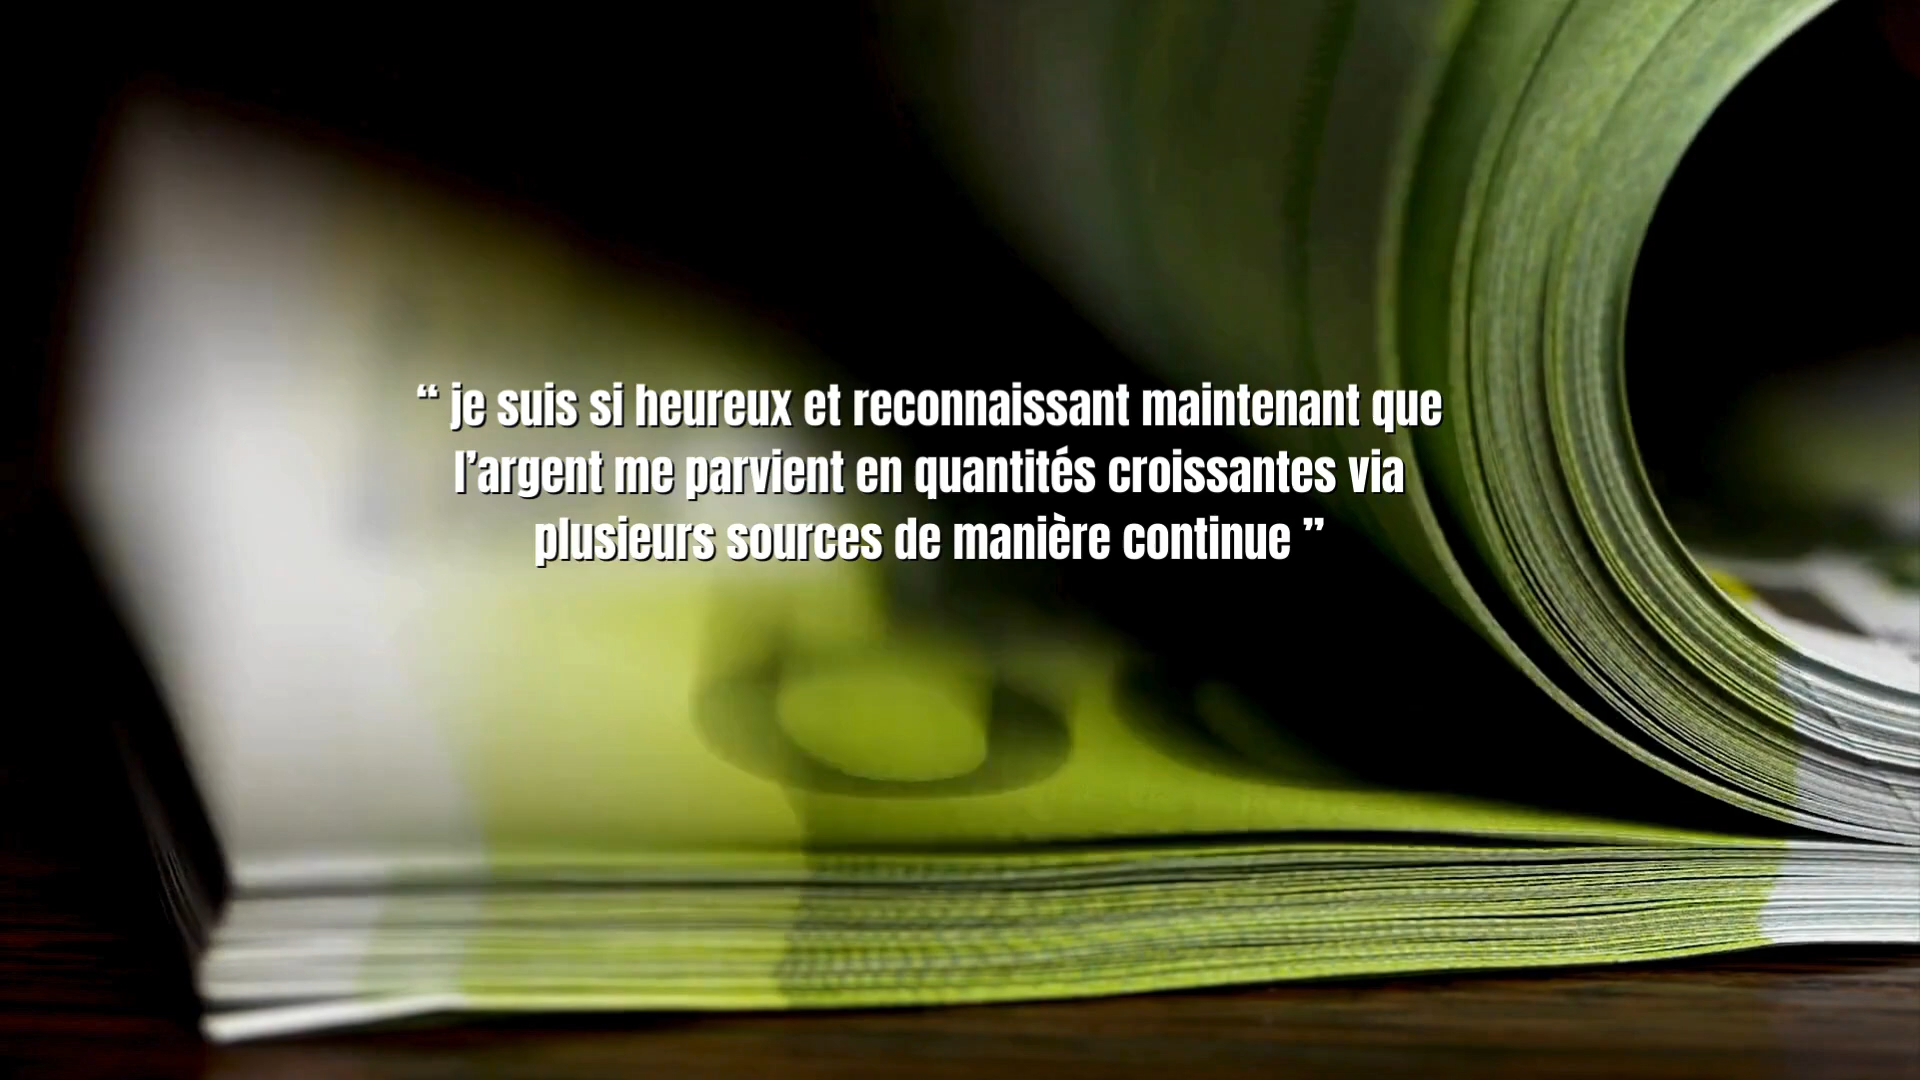 “ je suis si heureux et reconnaissant maintenant que
l’argent me parvient en quantités croissantes via
plusieurs sources de manière continue ”